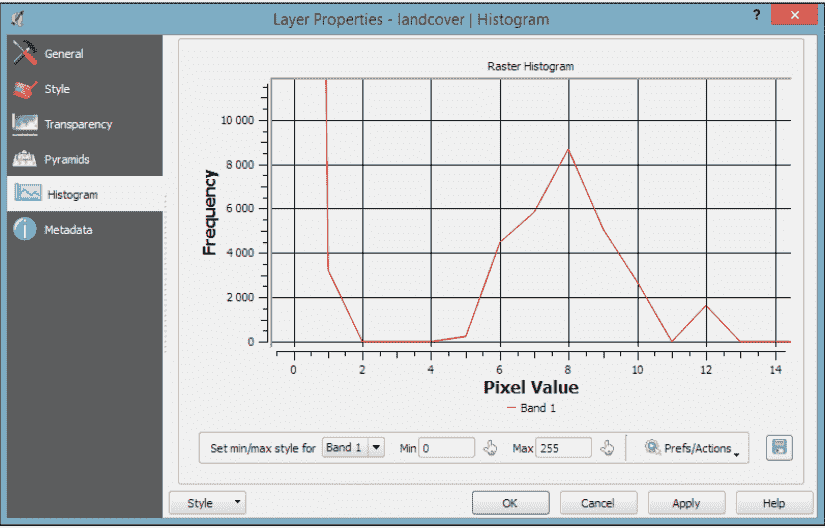 Layer Properties - landcover | Histogram
?
General
Style
Transparency
Pyramids
Histogram
Metadata
Raster Histogram
Frequency
10 000
8 000
6 000
4 000
2 000
0
0 2 4 6 8 10 12 14
Pixel Value
Band 1
Set min/max style for Band 1 Min 0 Max 255 Prefs/Actions
Style OK Cancel Apply Help